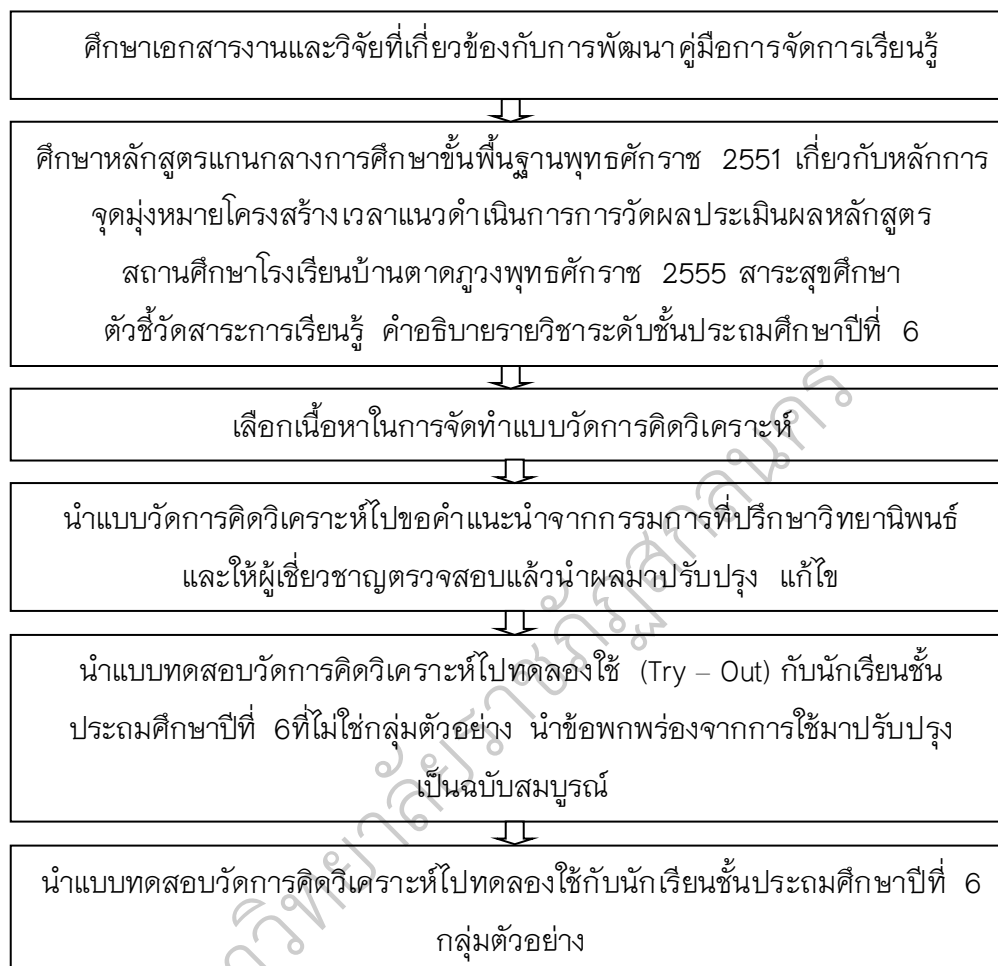 ศึกษาเอกสารงานและวิจัยที่เกี่ยวข้องกับการพัฒนาคู่มือการจัดการเรียนรู้
ศึกษาหลักสูตรแกนกลางการศึกษาขั้นพื้นฐานพุทธศักราช 2551 เกี่ยวกับหลักการ
จุดมุ่งหมายโครงสร้างเวลาแนวดำเนินการการวัดผลประเมินผลหลักสูตร
สถานศึกษาโรงเรียนบ้านตาดภูวงพุทธศักราช 2555 สาระสุขศึกษา
ตัวชี้วัดสาระการเรียนรู้ คำอธิบายรายวิชาระดับชั้นประถมศึกษาปีที่ 6
เลือกเนื้อหาในการจัดทำแบบวัดการคิดวิเคราะห์
นำแบบวัดการคิดวิเคราะห์ไปขอคำแนะนำจากกรรมการที่ปรึกษาวิทยานิพนธ์
และให้ผู้เชี่ยวชาญตรวจสอบแล้วนำผลมาปรับปรุง แก้ไข
นำแบบทดสอบวัดการคิดวิเคราะห์ไปทดลองใช้ (Try – Out) กับนักเรียนชั้น
ประถมศึกษาปีที่ 6ที่ไม่ใช่กลุ่มตัวอย่าง นำข้อพกพร่องจากการใช้มาปรับปรุง
เป็นฉบับสมบูรณ์
นำแบบทดสอบวัดการคิดวิเคราะห์ไปทดลองใช้กับนักเรียนชั้นประถมศึกษาปีที่ 6
กลุ่มตัวอย่าง
วิทยาลัยราชภัฏสกลนคร